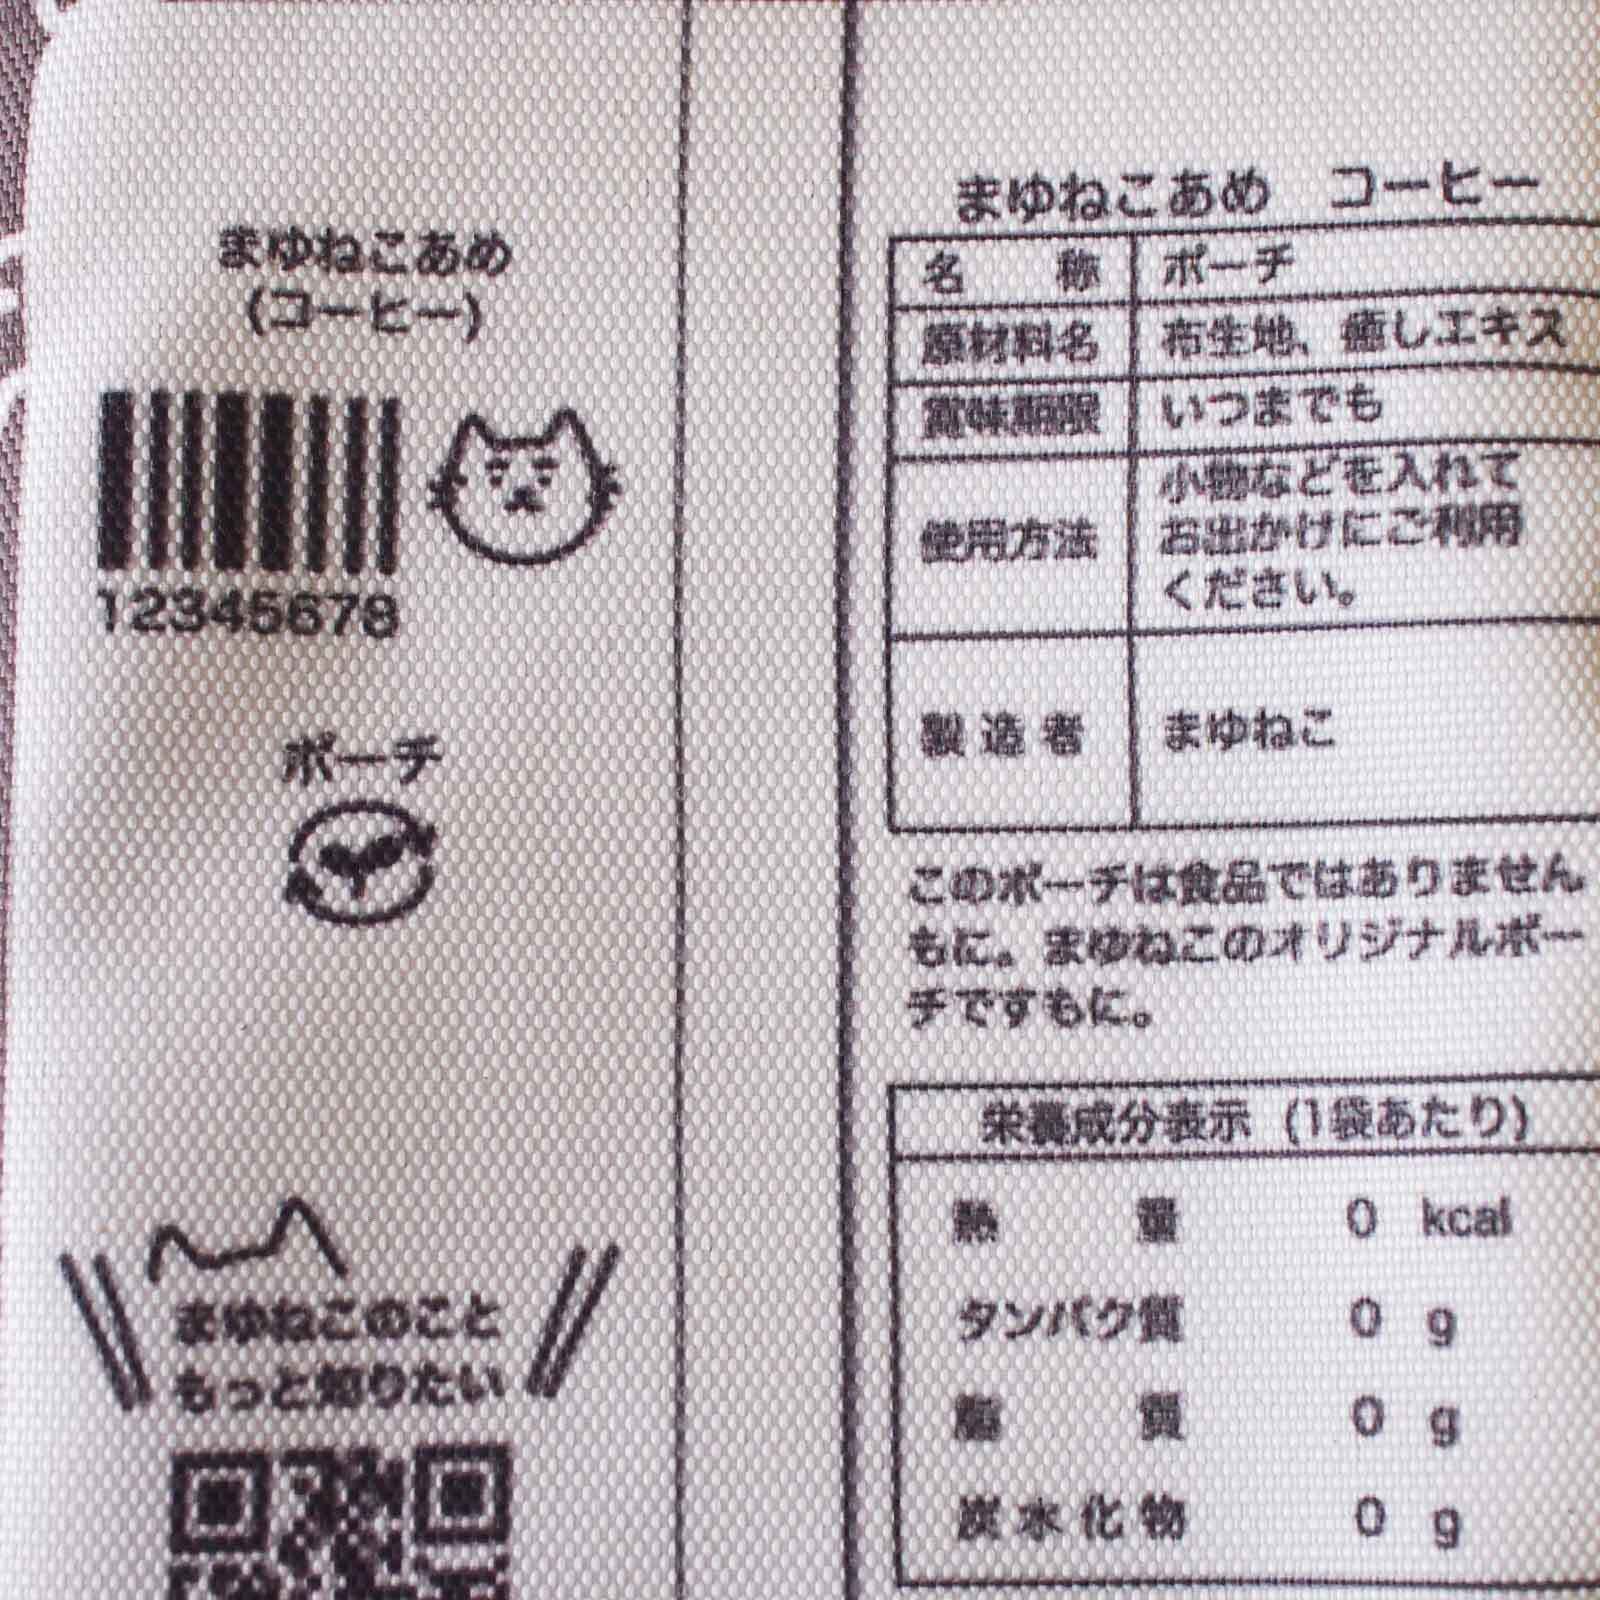 まゆねこあめ
(コーヒー)
12345678
ポーチ
まゆねこのこと
もっと知りたい
まゆねこあめ コーヒー
名称 ポーチ
原材料名 布生地、癒しエキス
賞味期限 いつまでも
使用方法 小物などを入れて
お出かけにご利用
ください。
製造者 まゆねこ
このポーチは食品ではありません
もに。まゆねこのオリジナルポー
チですもに。
栄養成分表示 (1袋あたり)
熱量 0 kcal
タンパク質 0 g
脂質 0 g
炭水化物 0 g